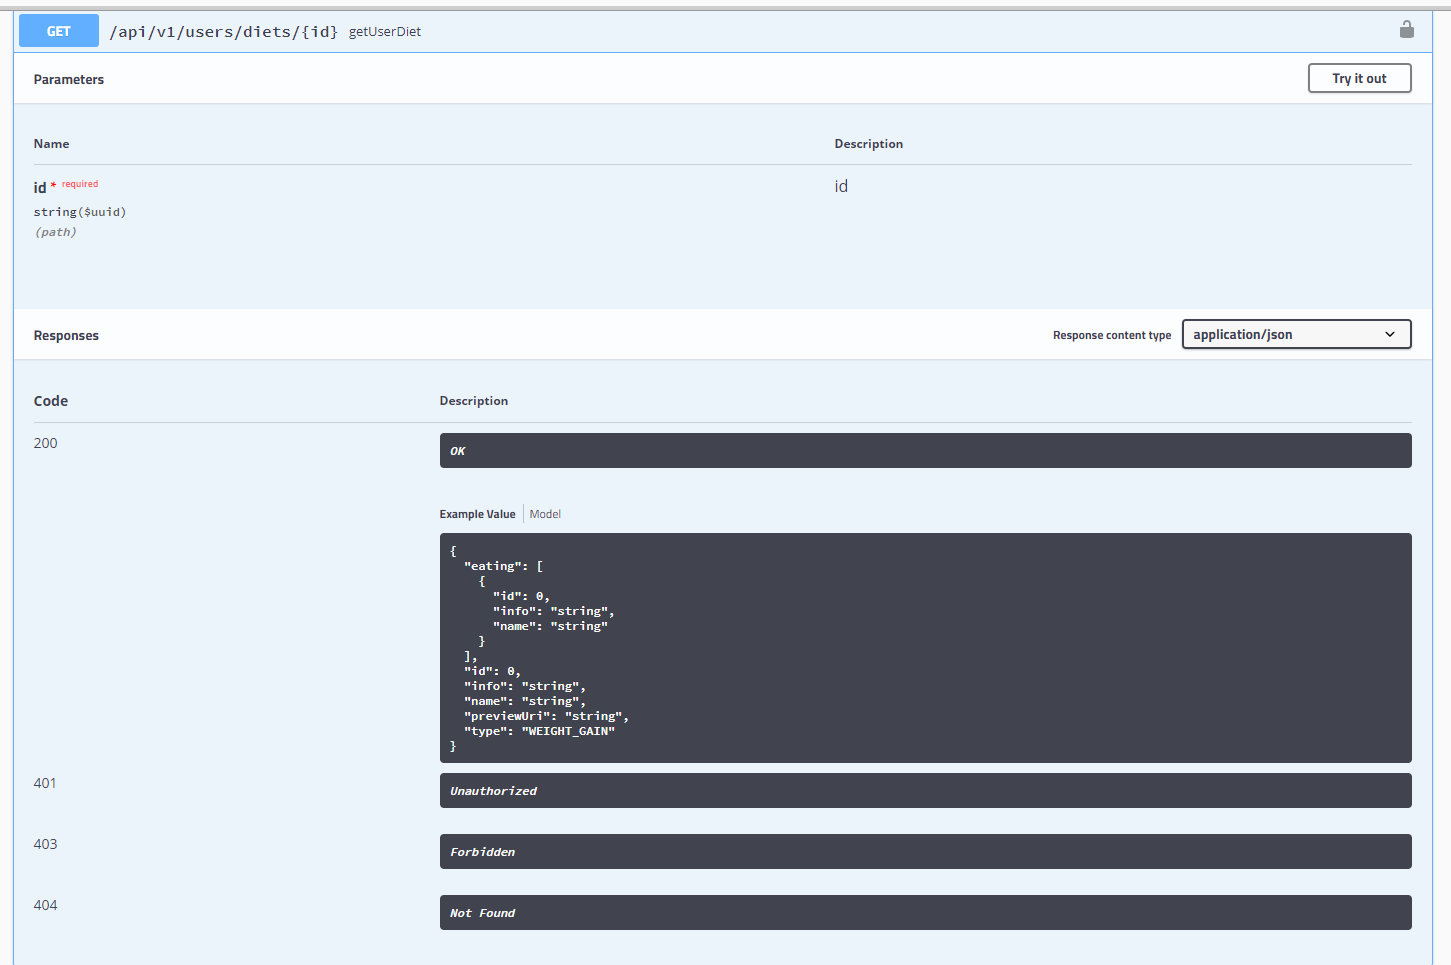 GET /api/v1/users/diets/{id} getUserDiet
Parameters
Try it out
Name Description
id * required id
string($uuid)
(path)
Responses
Response content type application/json
Code Description
200
OK
Example Value Model
{
  "eating": [
    {
      "id": 0,
      "info": "string",
      "name": "string"
    }
  ],
  "id": 0,
  "info": "string",
  "name": "string",
  "previewUri": "string",
  "type": "WEIGHT_GAIN"
}
401
Unauthorized
403
Forbidden
404
Not Found